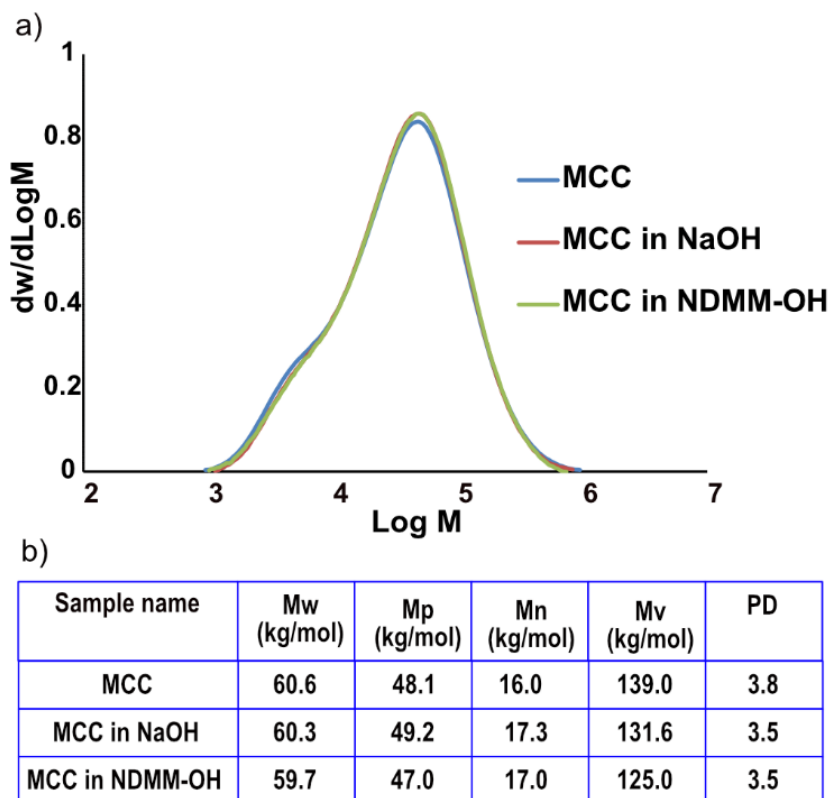 a)
1
0.8
0.6
0.4
0.2
0
dw/dLogM
2 3 4 5 6 7
Log M
MCC
MCC in NaOH
MCC in NDMM-OH
b)
Sample name Mw (kg/mol) Mp (kg/mol) Mn (kg/mol) Mv (kg/mol) PD
MCC 60.6 48.1 16.0 139.0 3.8
MCC in NaOH 60.3 49.2 17.3 131.6 3.5
MCC in NDMM-OH 59.7 47.0 17.0 125.0 3.5